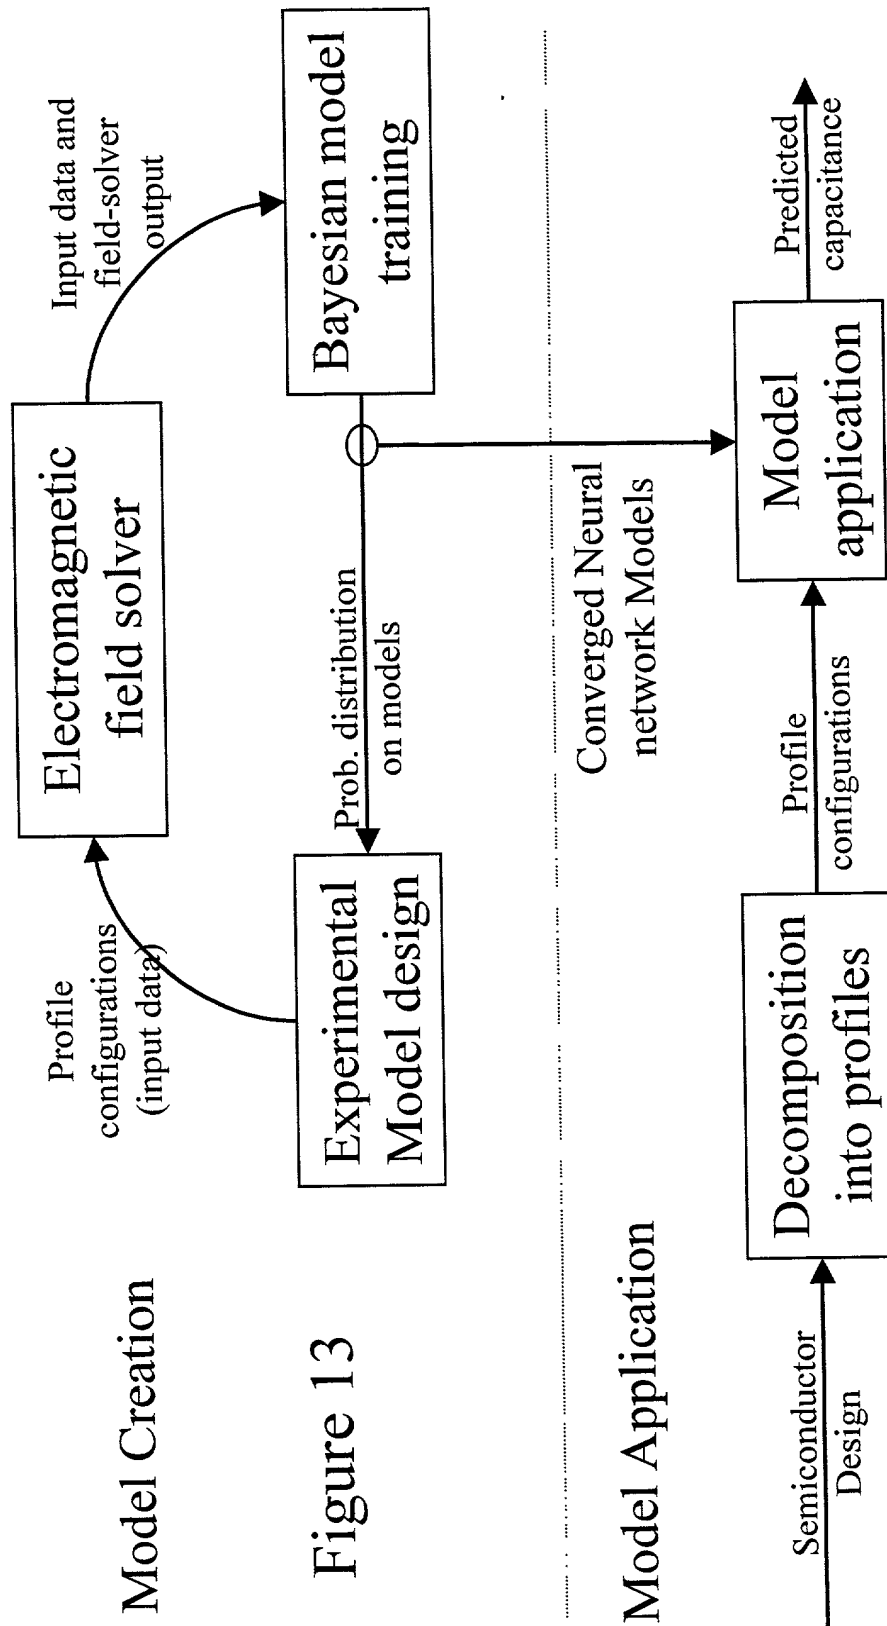 Model Creation
Profile
configurations
(input data)
Electromagnetic
field solver
Input data and
field-solver
output
Figure 13
Experimental
Model design
Prob. distribution
on models
Bayesian model
training
Model Application
Converged Neural
network Models
Semiconductor
Design
Decomposition
into profiles
Profile
configurations
Model
application
Predicted
capacitance